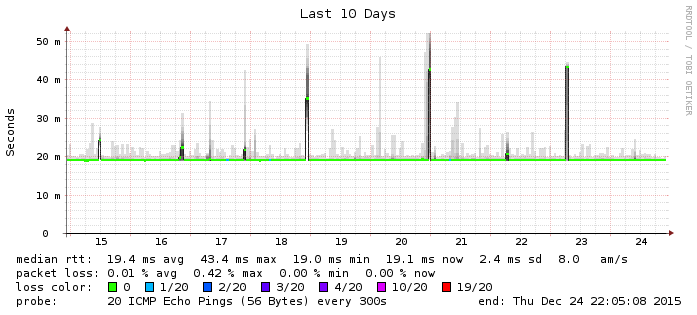 Last 10 Days
RRDTOOL / TOBI OETIKER
Seconds
50 m
40 m
30 m
20 m
10 m
0
15 16 17 18 19 20 21 22 23 24
median rtt: 19.4 ms avg 43.4 ms max 19.0 ms min 19.1 ms now 2.4 ms sd 8.0 am/s
packet loss: 0.01 % avg 0.42 % max 0.00 % min 0.00 % now
loss color: 0 1/20 2/20 3/20 4/20 10/20 19/20
probe: 20 ICMP Echo Pings (56 Bytes) every 300s end: Thu Dec 24 22:05:08 2015